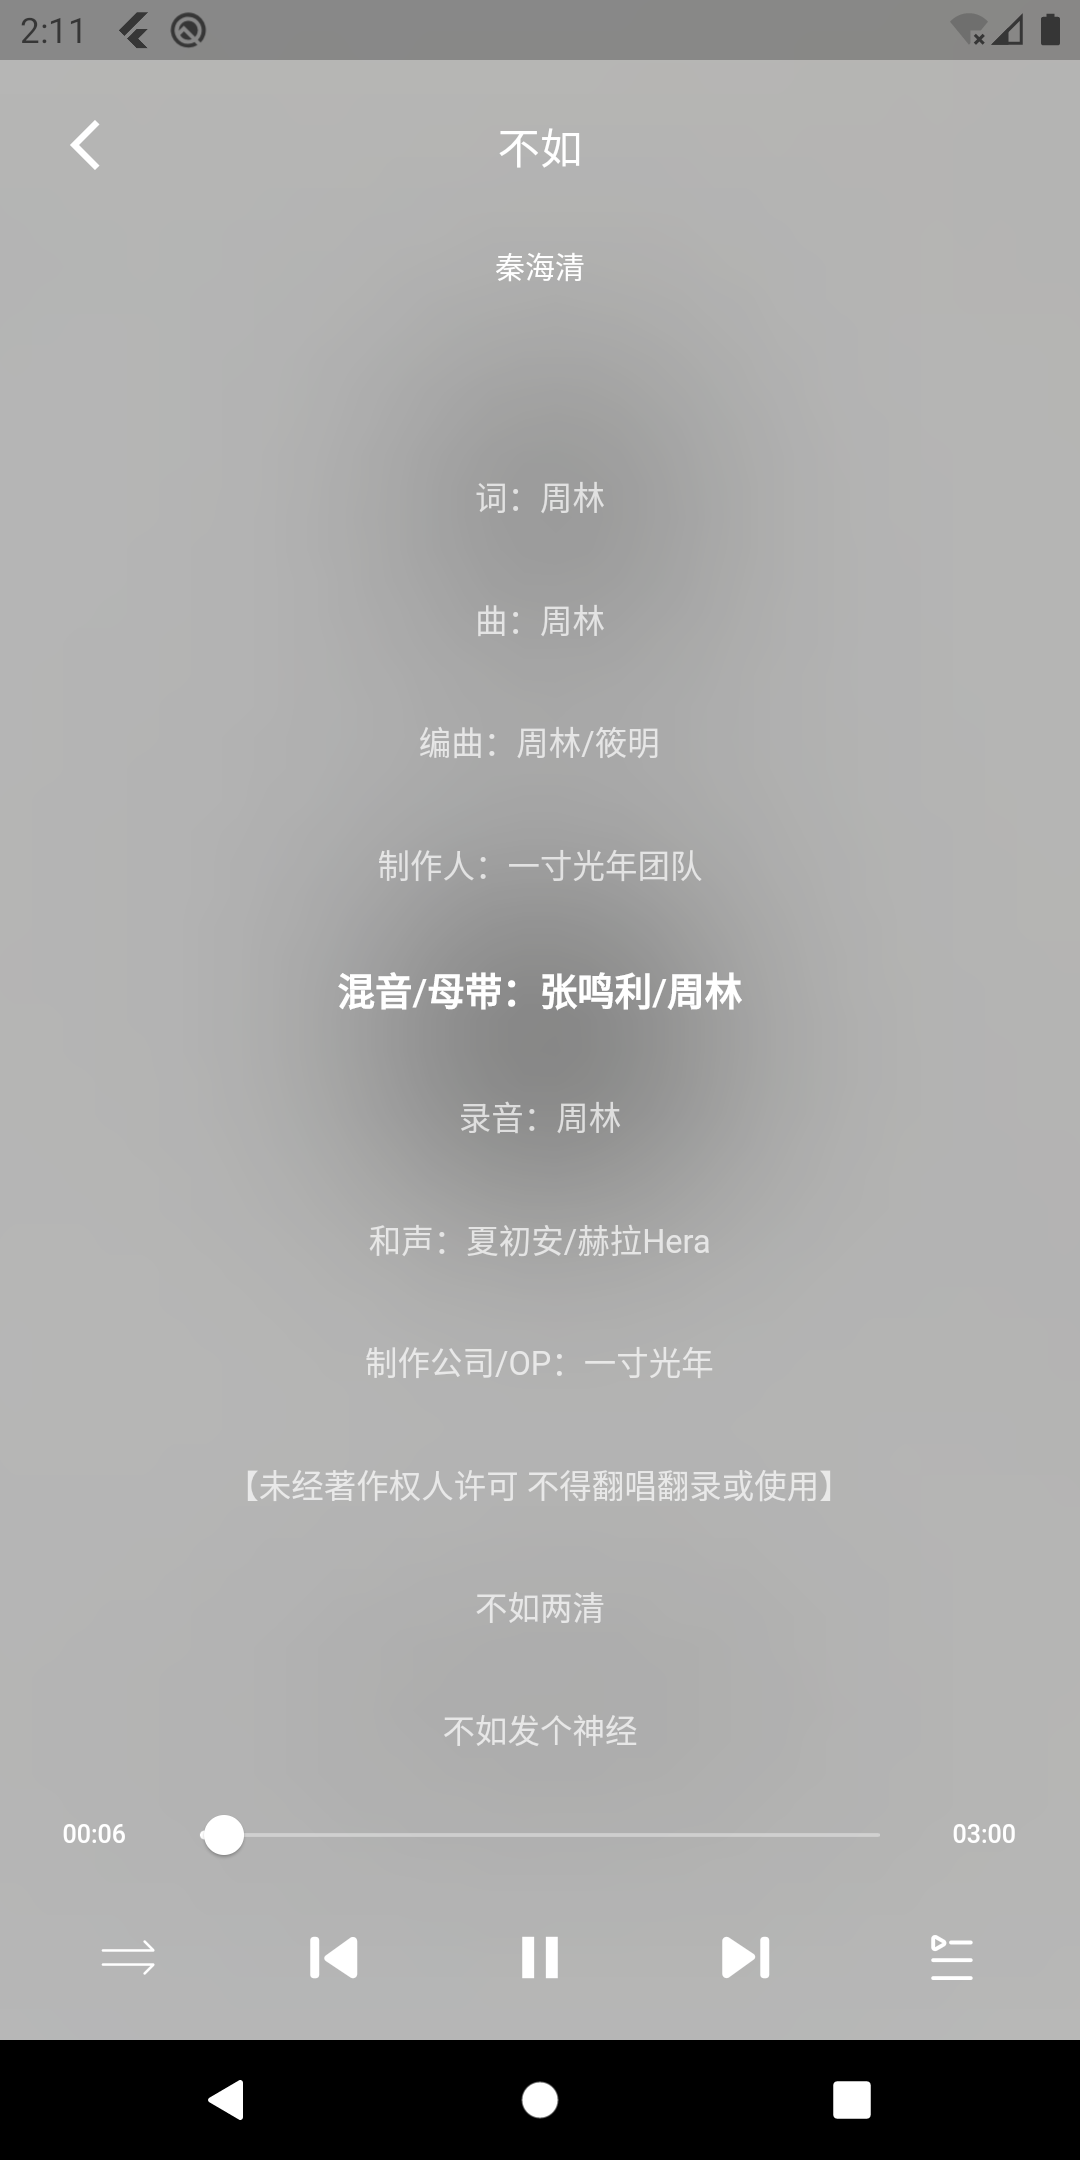 2:11
不如
秦海清
词：周林
曲：周林
编曲：周林/筱明
制作人：一寸光年团队
混音/母带：张鸣利/周林
录音：周林
和声：夏初安/赫拉Hera
制作公司/OP：一寸光年
【未经著作权人许可 不得翻唱翻录或使用】
不如两清
不如发个神经
00:06
03:00